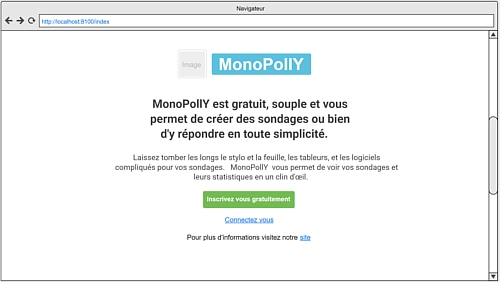 Navigateur
http://localhost:8100/index
Image
MonoPollY
MonoPollY est gratuit, souple et vous
permet de créer des sondages ou bien
d'y répondre en toute simplicité.
Laissez tomber les longs le stylo et la feuille, les tableurs, et les logiciels
compliqués pour vos sondages. MonoPollY vous permet de voir vos sondages et
leurs statistiques en un clin d'œil.
Inscrivez vous gratuitement
Connectez vous
Pour plus d'informations visitez notre site